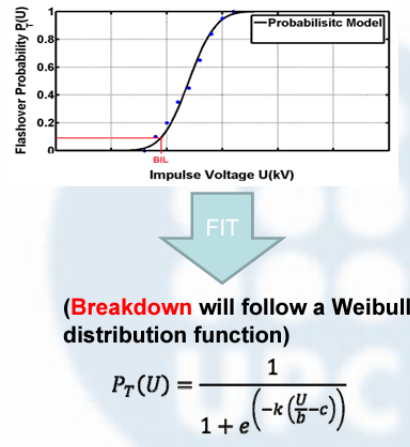 Flashover Probability P_T(U)
1
0.8
0.6
0.4
0.2
0
Probabilisitc Model
BIL
Impulse Voltage U(kV)
FIT
(Breakdown will follow a Weibull
distribution function)
P_T(U) = 1 / (1 + e^(-k(U/b - c)))